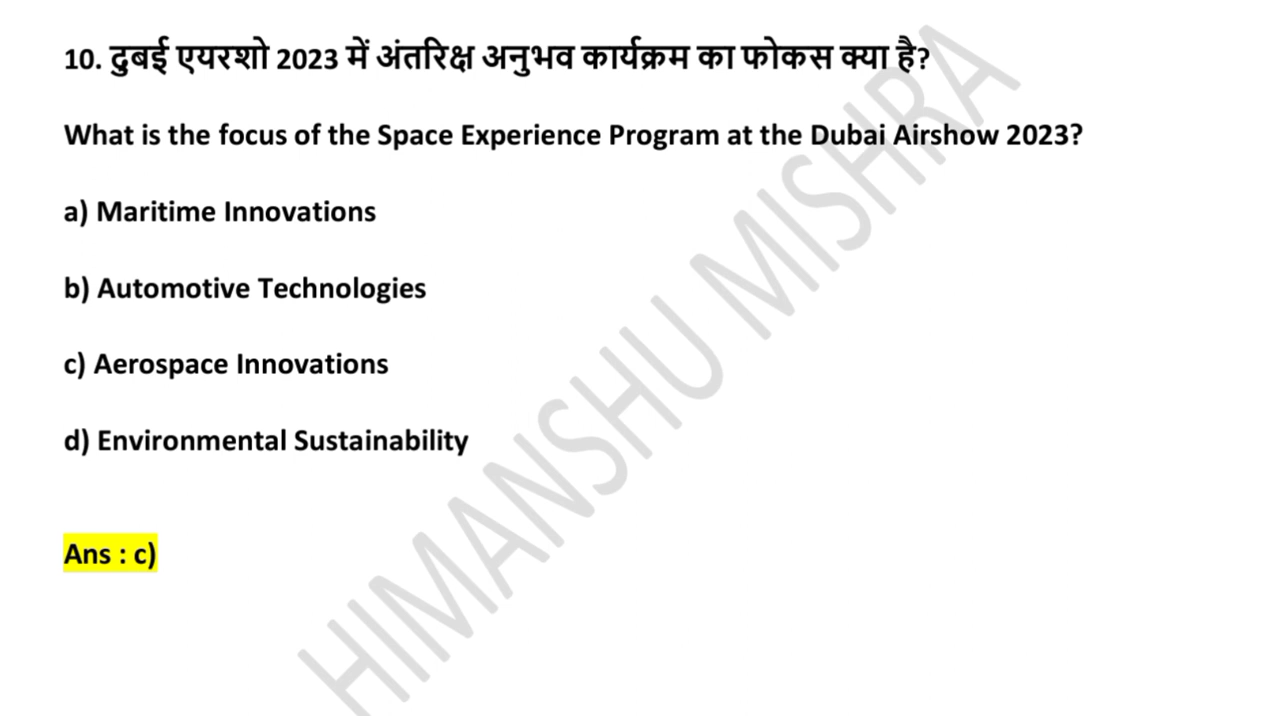 10. दुबई एयरशो 2023 में अंतरिक्ष अनुभव कार्यक्रम का फोकस क्या है?
What is the focus of the Space Experience Program at the Dubai Airshow 2023?
a) Maritime Innovations
b) Automotive Technologies
c) Aerospace Innovations
d) Environmental Sustainability
Ans : c)
HIMANSHU MISHRA